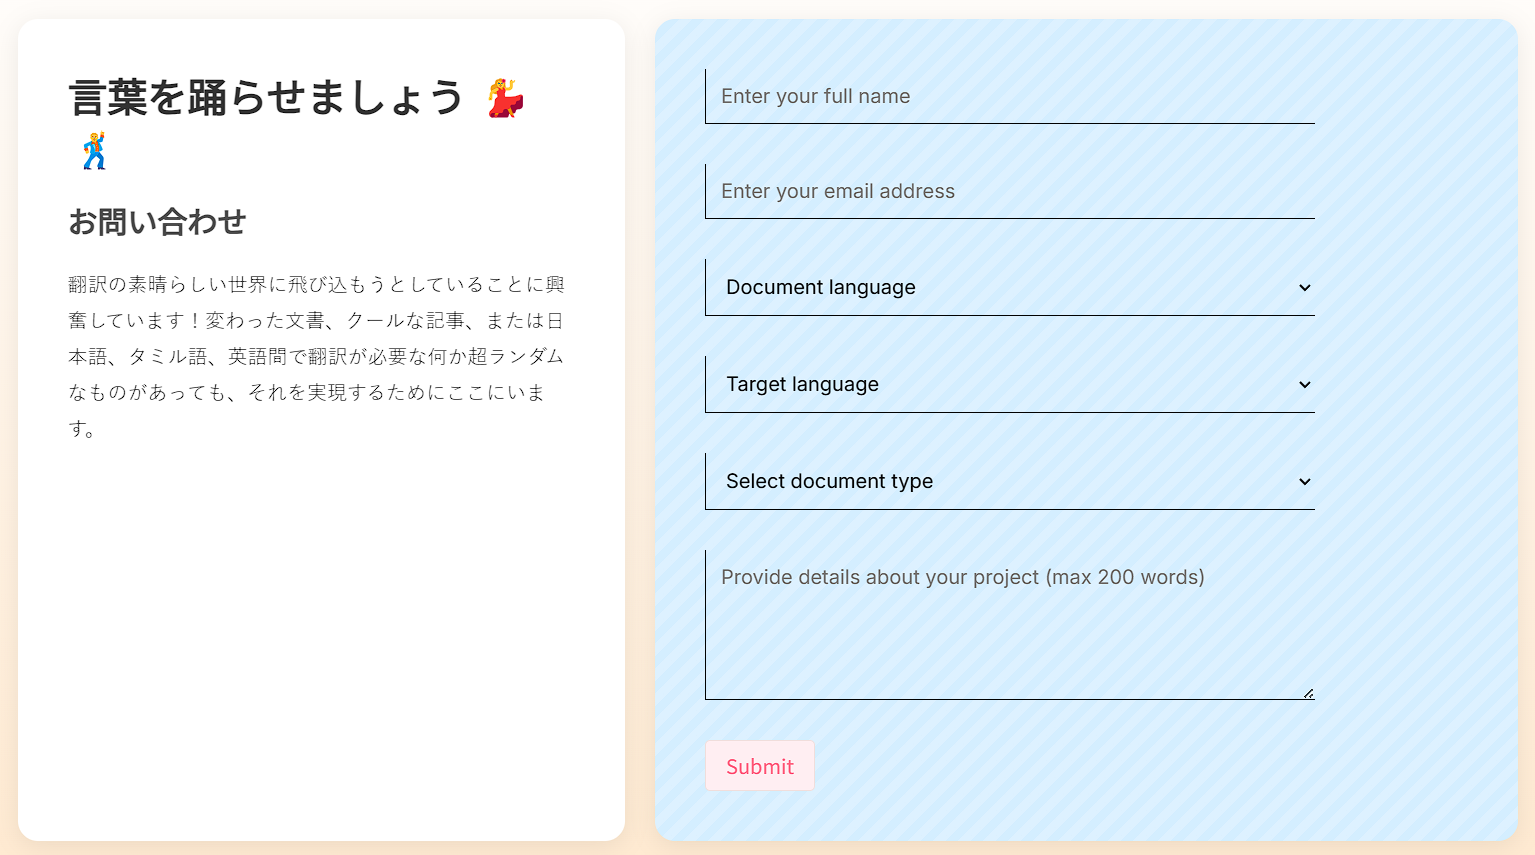 言葉を踊らせましょう 💃
🕺
お問い合わせ
翻訳の素晴らしい世界に飛び込もうとしていることに興
奮しています！変わった文書、クールな記事、または日
本語、タミル語、英語間で翻訳が必要な何か超ランダム
なものがあっても、それを実現するためにここにいま
す。
Enter your full name
Enter your email address
Document language
Target language
Select document type
Provide details about your project (max 200 words)
Submit